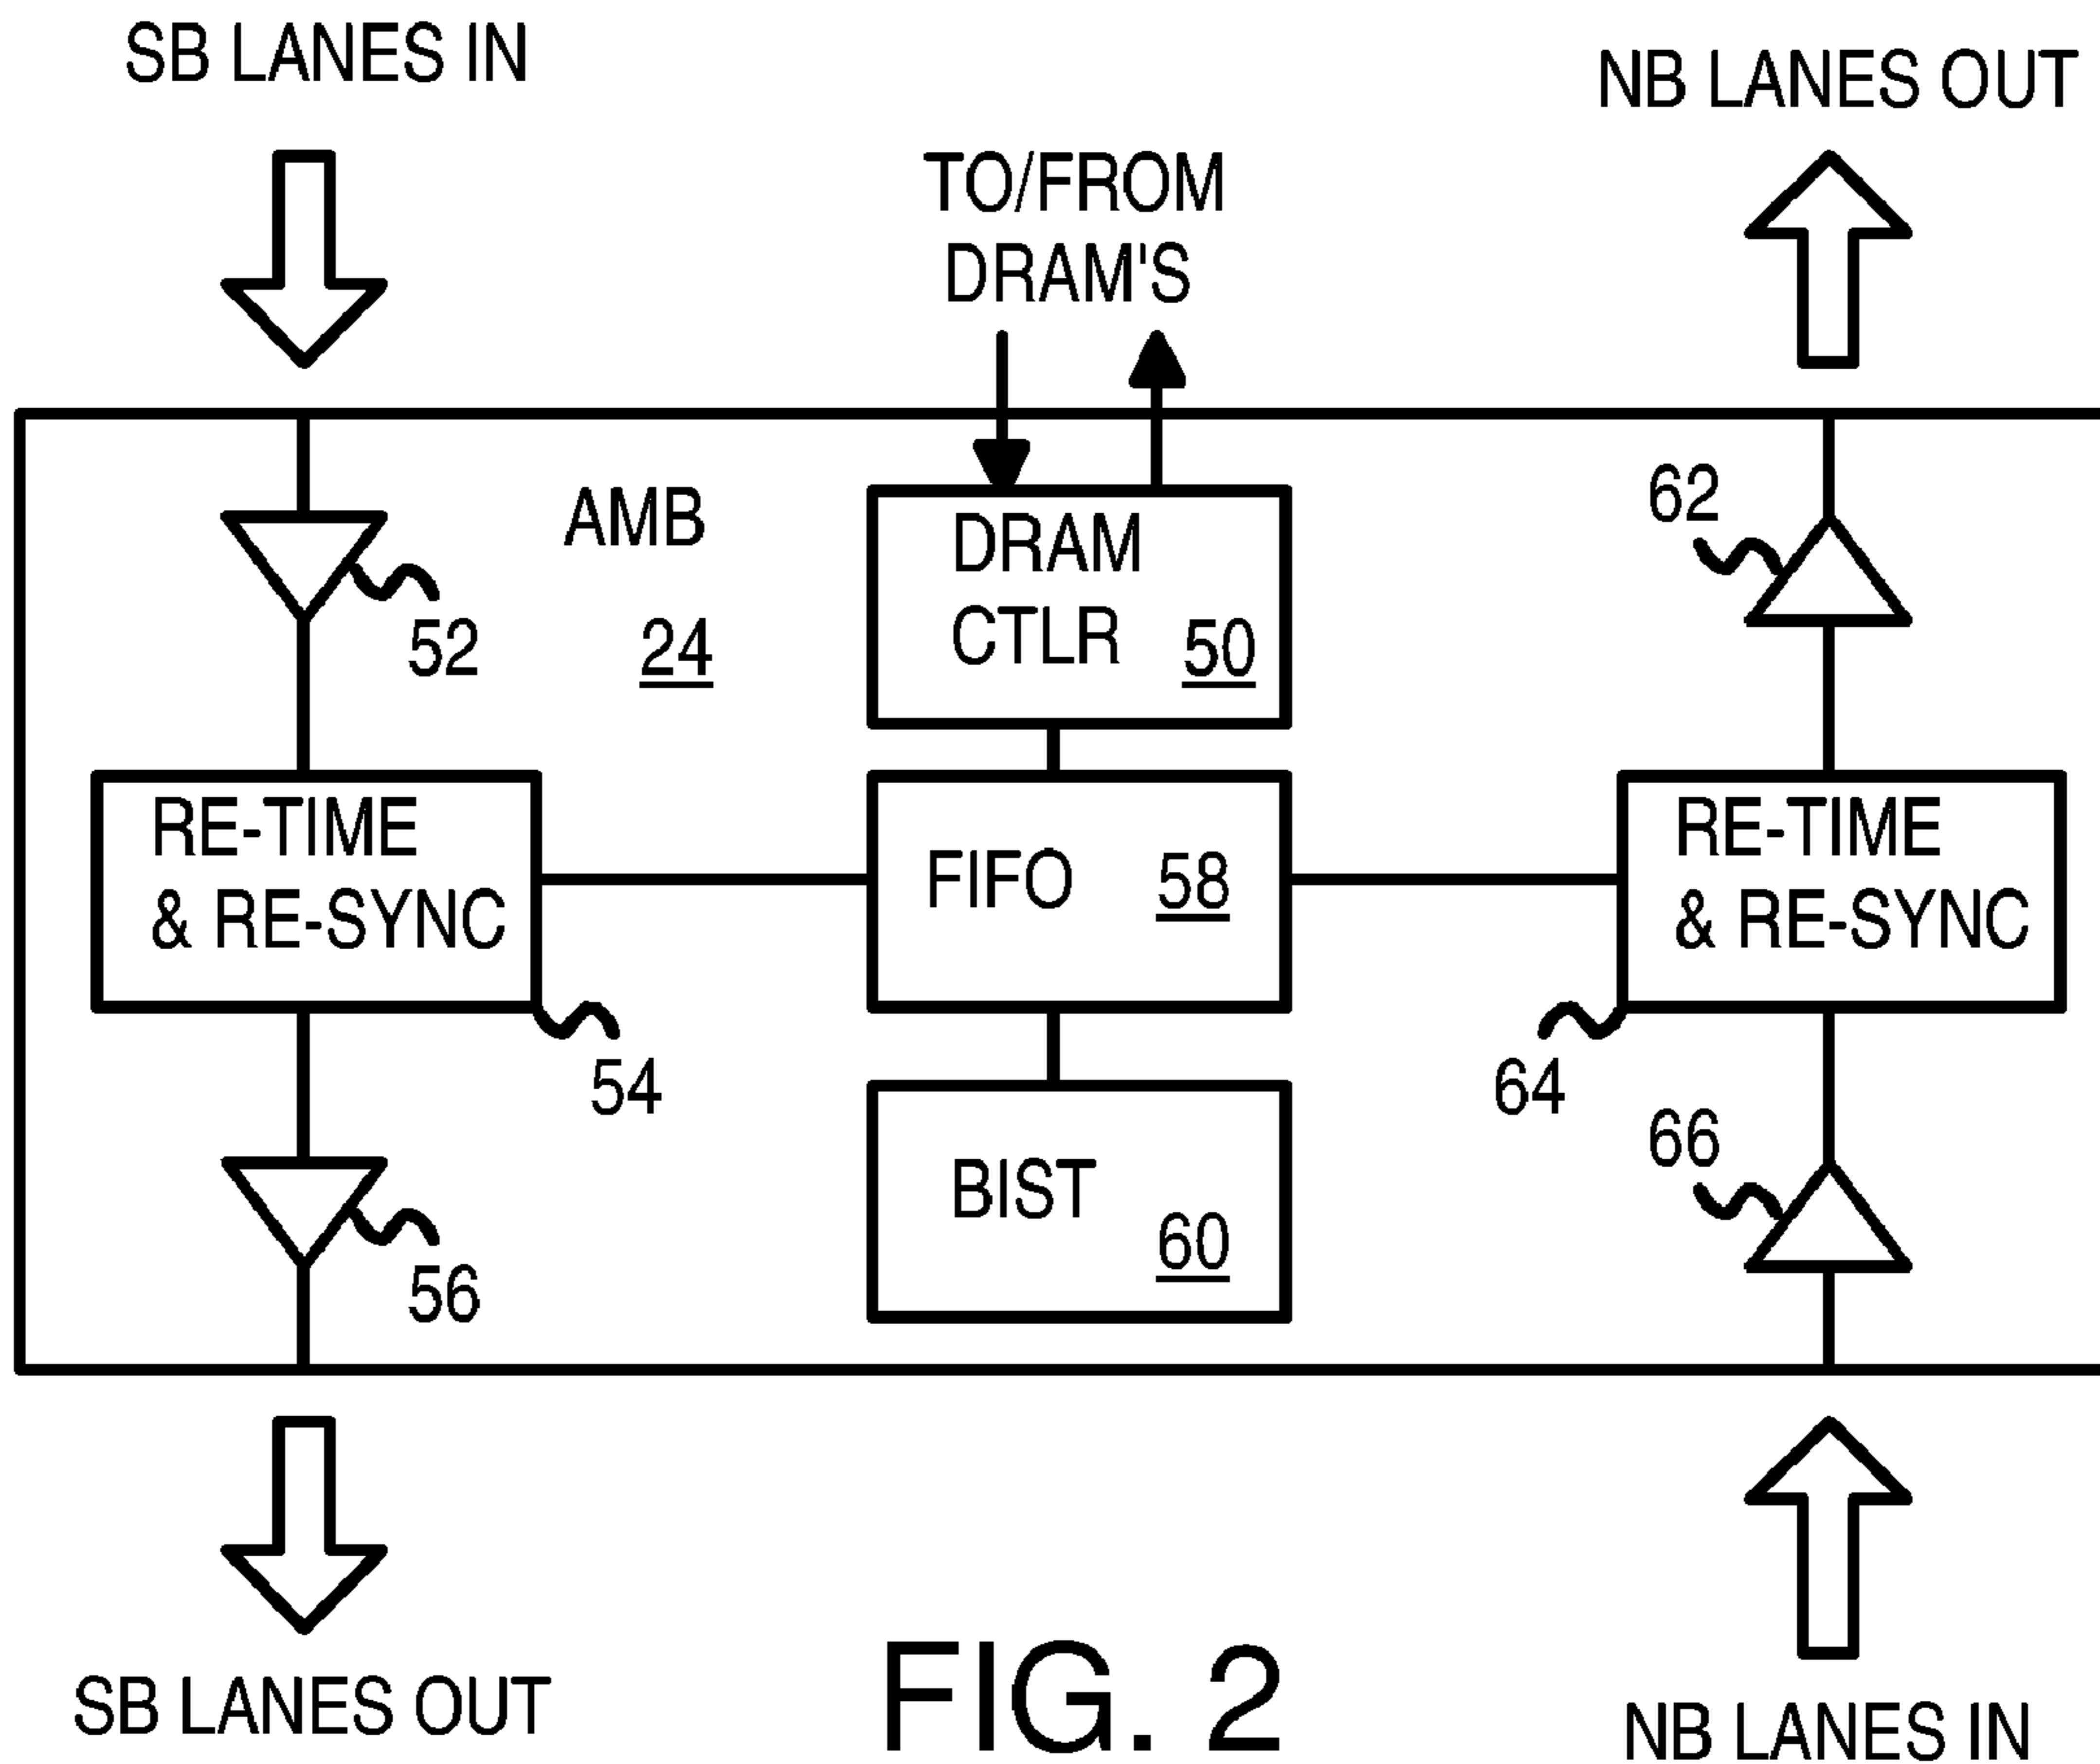 SB LANES IN
NB LANES OUT
TO/FROM
DRAM'S
AMB
24
52
DRAM
CTLR 50
62
RE-TIME
& RE-SYNC
54
FIFO 58
RE-TIME
& RE-SYNC
64
56
BIST
60
66
SB LANES OUT
NB LANES IN
FIG. 2